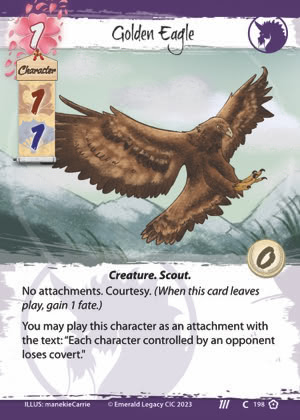 1
Golden Eagle
Character
1
1
0
Creature. Scout.
No attachments. Courtesy. (When this card leaves
play, gain 1 fate.)
You may play this character as an attachment with
the text: “Each character controlled by an opponent
loses covert."
ILLUS: manekieCarrie © Emerald Legacy CIC 2023 C 198